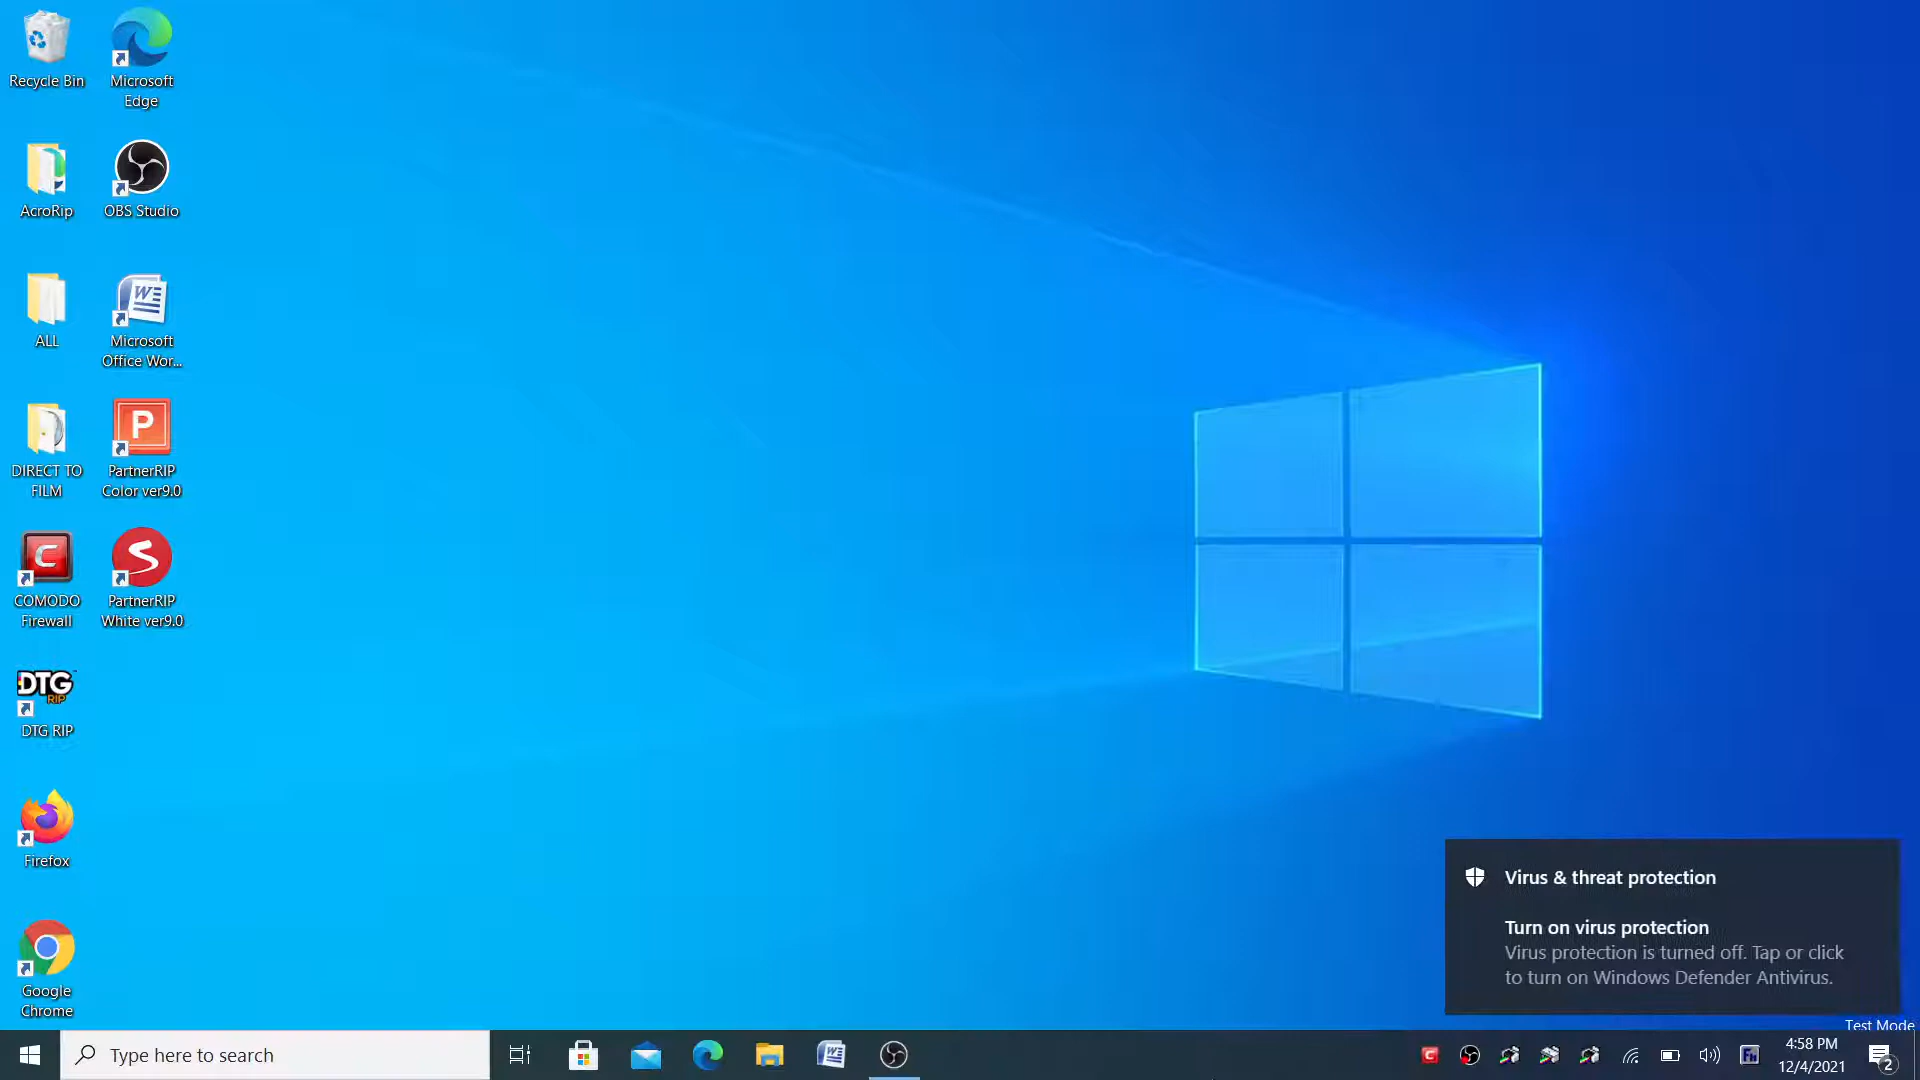 Recycle Bin
Microsoft
Edge
AcroRip
OBS Studio
ALL
W
Microsoft
Office Wor...
DIRECT TO
FILM
P
PartnerRIP
Color ver9.0
C
COMODO
Firewall
S
PartnerRIP
White ver9.0
DTG
RIP
DTG RIP
Firefox
Google
Chrome
Virus & threat protection
Turn on virus protection
Virus protection is turned off. Tap or click
to turn on Windows Defender Antivirus.
Test Mode
Type here to search
W
C
Fn
4:58 PM
12/4/2021
2